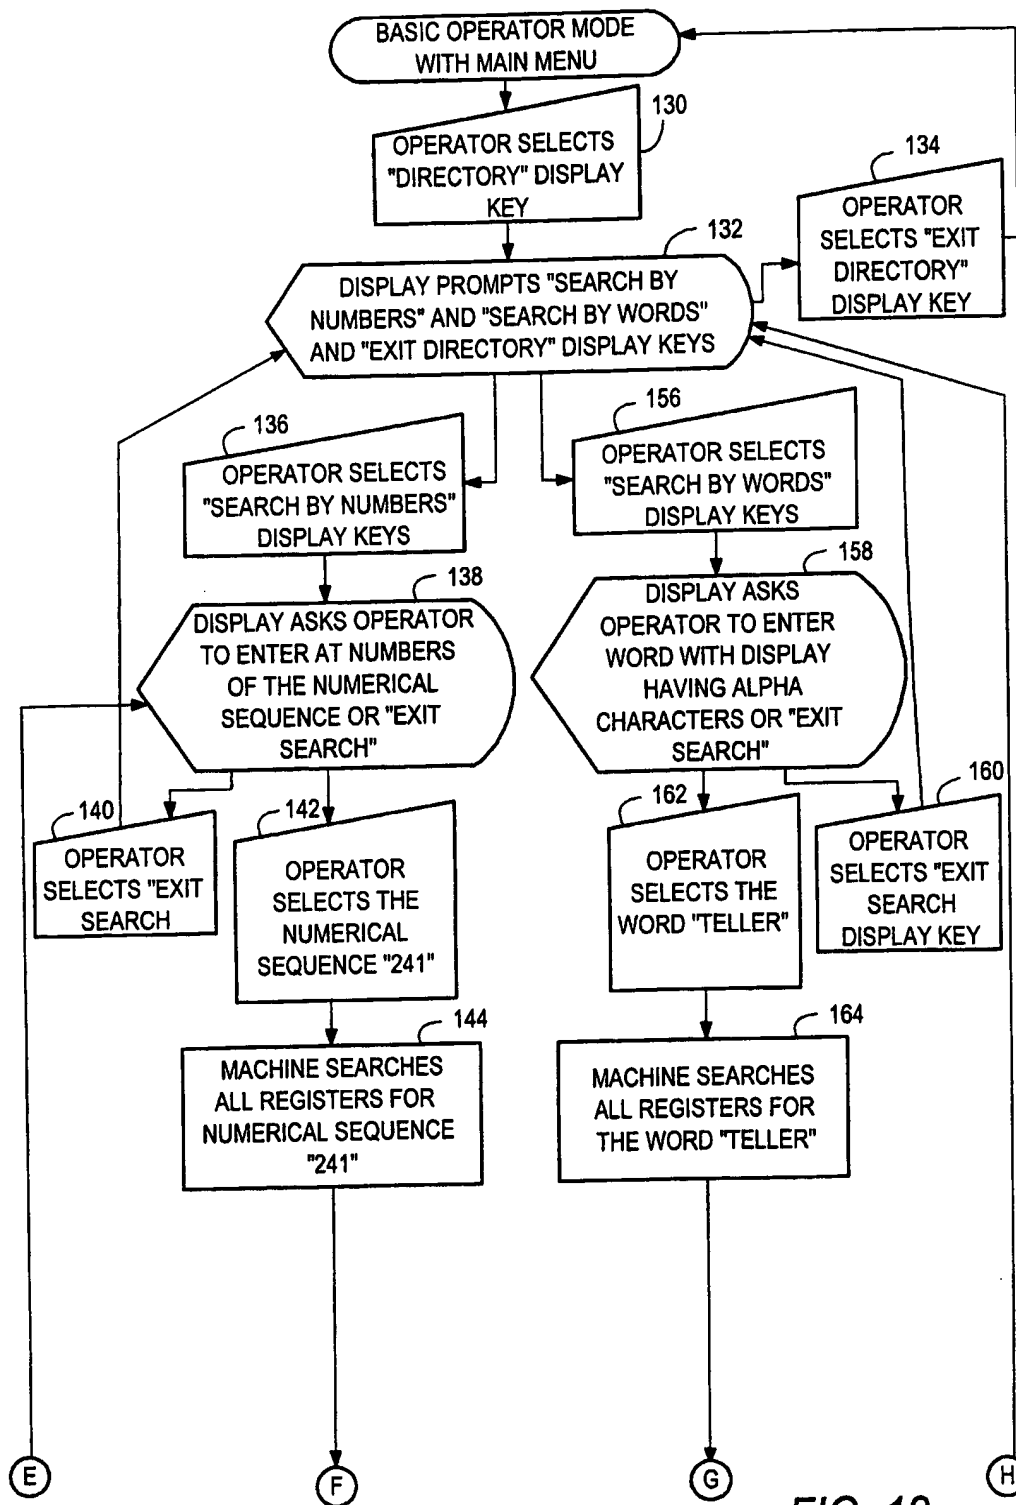 BASIC OPERATOR MODE
WITH MAIN MENU
130
OPERATOR SELECTS
"DIRECTORY" DISPLAY
KEY
134
OPERATOR
SELECTS "EXIT
DIRECTORY"
DISPLAY KEY
132
DISPLAY PROMPTS "SEARCH BY
NUMBERS" AND "SEARCH BY WORDS"
AND "EXIT DIRECTORY" DISPLAY KEYS
136
OPERATOR SELECTS
"SEARCH BY NUMBERS"
DISPLAY KEYS
156
OPERATOR SELECTS
"SEARCH BY WORDS"
DISPLAY KEYS
138
DISPLAY ASKS OPERATOR
TO ENTER AT NUMBERS
OF THE NUMERICAL
SEQUENCE OR "EXIT
SEARCH"
158
DISPLAY ASKS
OPERATOR TO ENTER
WORD WITH DISPLAY
HAVING ALPHA
CHARACTERS OR "EXIT
SEARCH"
140
OPERATOR
SELECTS "EXIT
SEARCH
142
OPERATOR
SELECTS THE
NUMERICAL
SEQUENCE "241"
162
OPERATOR
SELECTS THE
WORD "TELLER"
160
OPERATOR
SELECTS "EXIT
SEARCH
DISPLAY KEY
144
MACHINE SEARCHES
ALL REGISTERS FOR
NUMERICAL SEQUENCE
"241"
164
MACHINE SEARCHES
ALL REGISTERS FOR
THE WORD "TELLER"
E
F
G
H